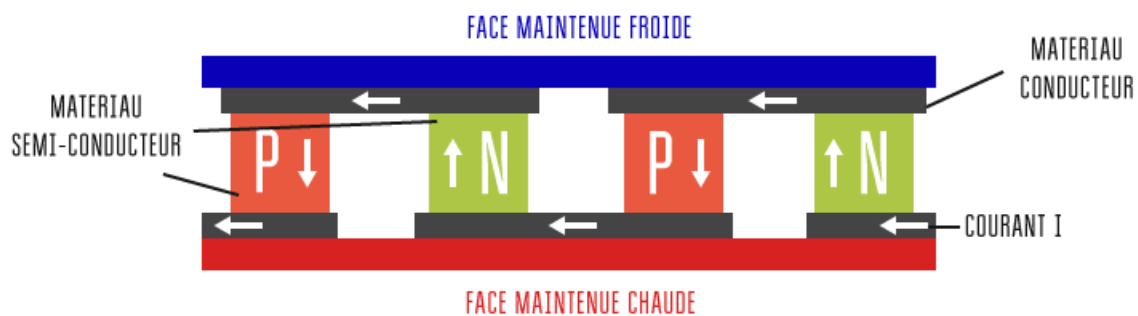 FACE MAINTENUE FROIDE
MATERIAU
CONDUCTEUR
MATERIAU
SEMI-CONDUCTEUR
P
N
P
N
COURANT I
FACE MAINTENUE CHAUDE